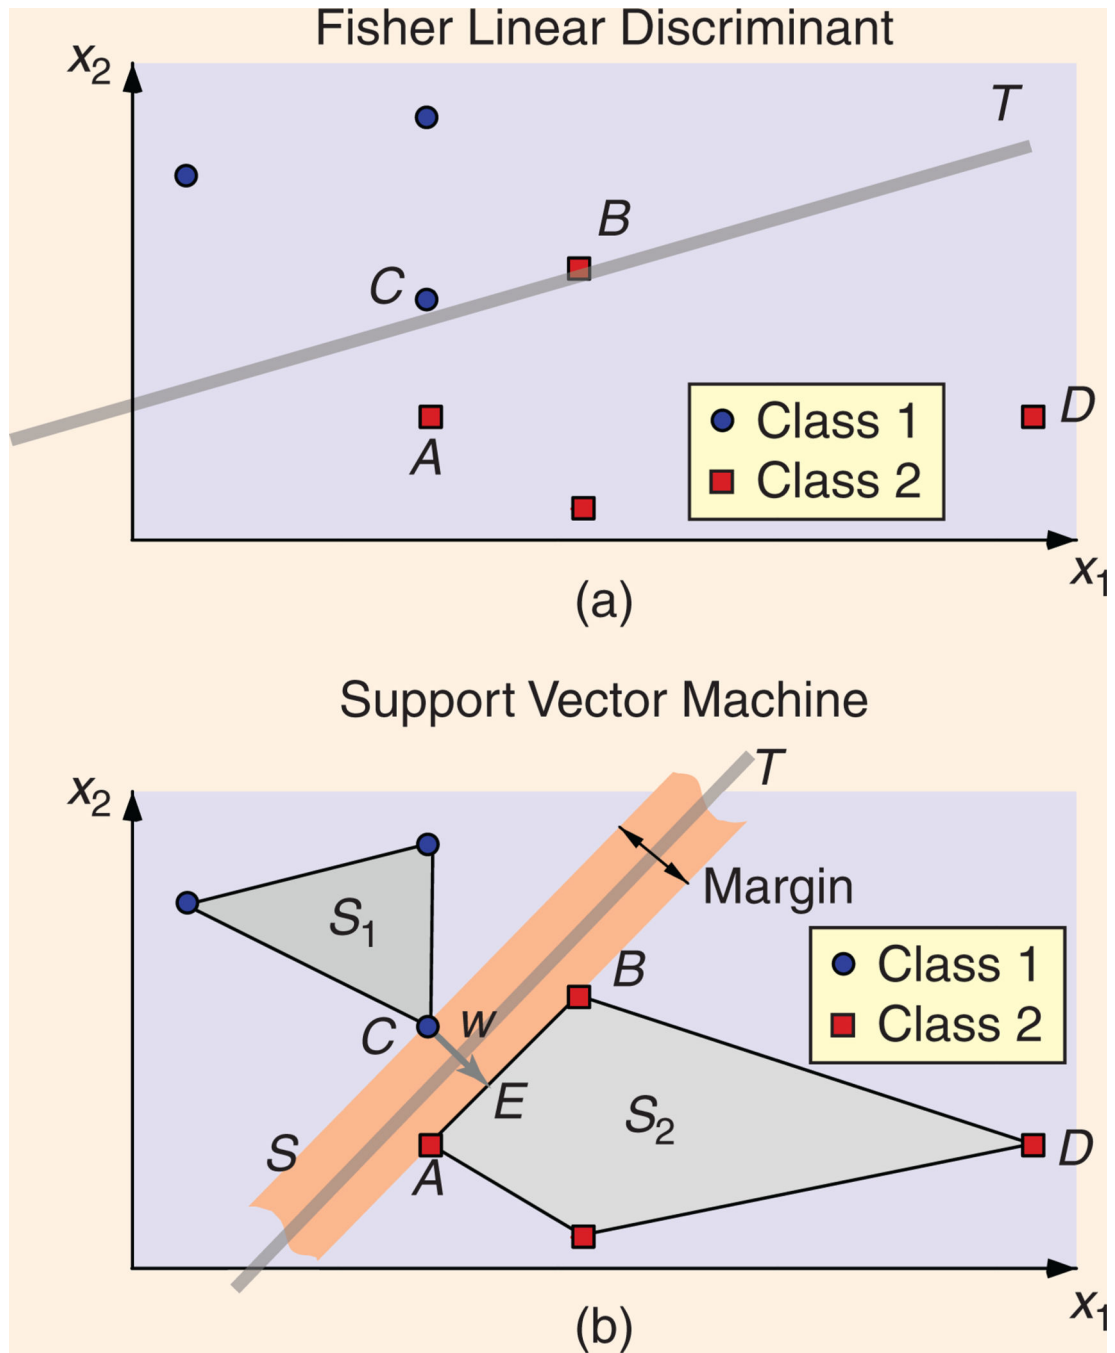 Fisher Linear Discriminant
x2
T
B
C
Class 1
Class 2
D
A
x1
(a)
Support Vector Machine
T
x2
Margin
S1
B
Class 1
Class 2
C
w
E
S2
S
D
A
x1
(b)